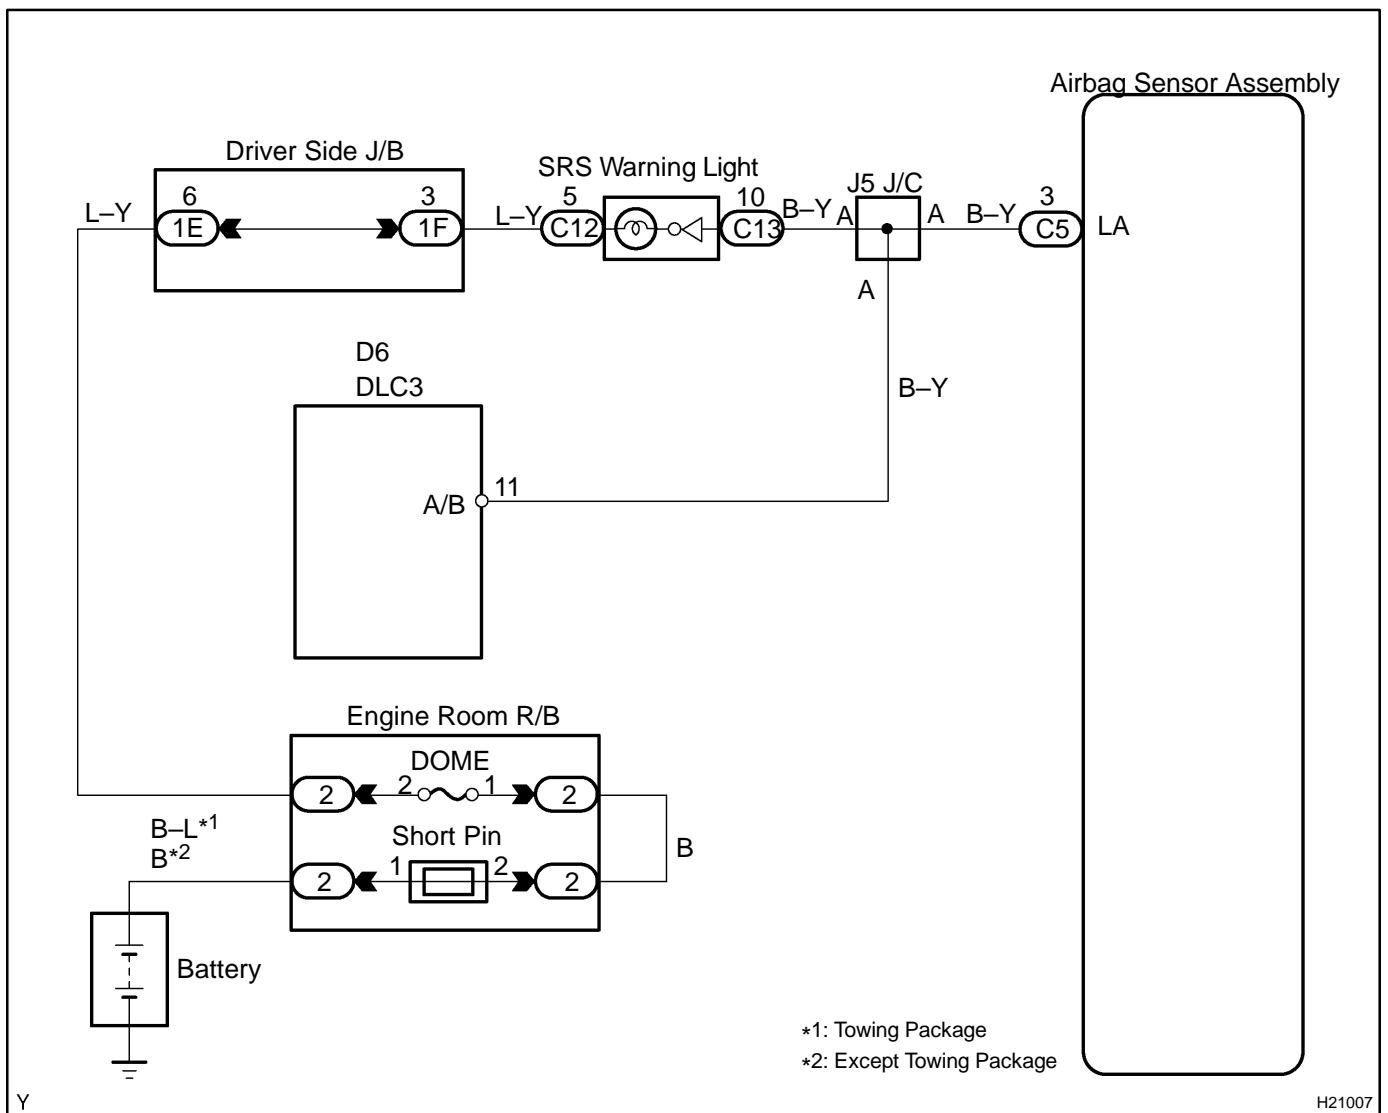 Airbag Sensor Assembly
Driver Side J/B
SRS Warning Light
J5 J/C
6
3
5
10
3
L–Y
1E
1F
L–Y
C12
C13
B–Y
A
A
B–Y
C5
LA
A
D6
DLC3
B–Y
A/B
11
Engine Room R/B
DOME
2
2
1
2
B–L*1
B*2
Short Pin
B
2
1
2
2
Battery
*1: Towing Package
*2: Except Towing Package
Y
H21007